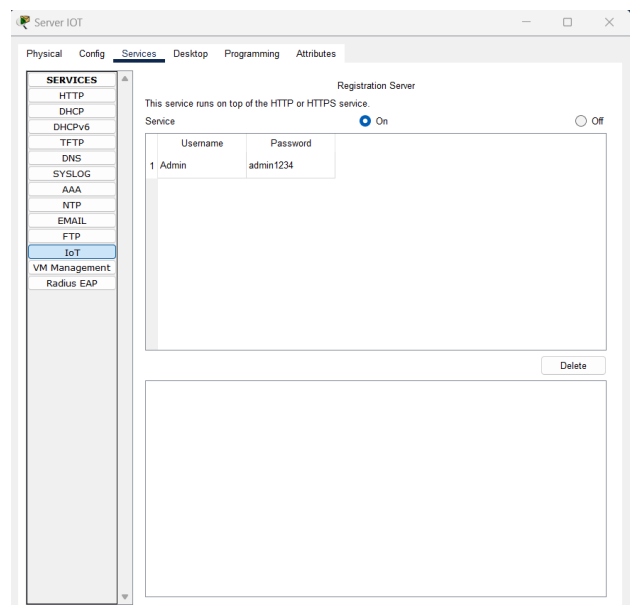 Server IOT
Physical Config Services Desktop Programming Attributes
SERVICES
HTTP
DHCP
DHCPv6
TFTP
DNS
SYSLOG
AAA
NTP
EMAIL
FTP
IoT
VM Management
Radius EAP
Registration Server
This service runs on top of the HTTP or HTTPS service.
Service On Off
Username Password
1 Admin admin1234
Delete